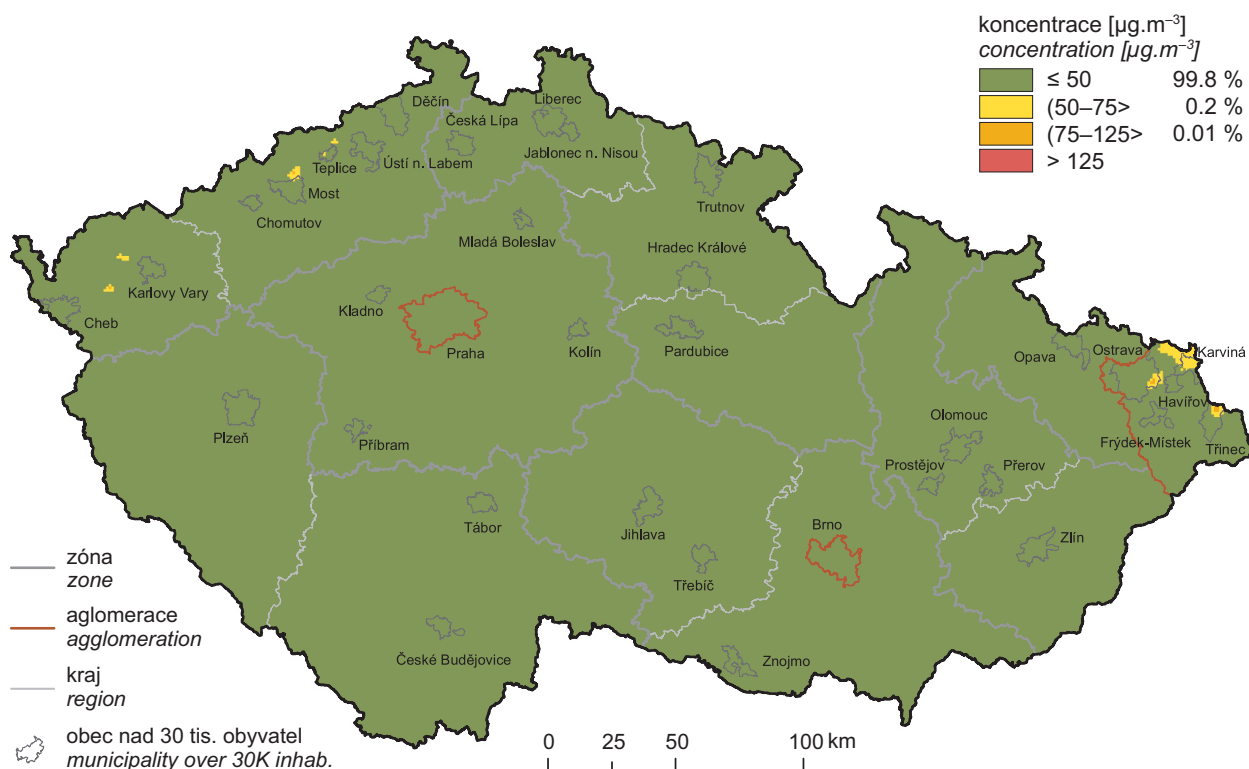 koncentrace [µg.m⁻³]
concentration [µg.m⁻³]
≤ 50 99.8 %
(50–75> 0.2 %
(75–125> 0.01 %
> 125
Děčín
Liberec
Česká Lípa
Jablonec n. Nisou
Teplice
Ústí n. Labem
Most
Chomutov
Trutnov
Mladá Boleslav
Hradec Králové
Karlovy Vary
Cheb
Kladno
Praha
Kolín
Pardubice
Opava
Ostrava
Karviná
Havířov
Olomouc
Frýdek-Místek
Třinec
Plzeň
Příbram
Prostějov
Přerov
Tábor
Jihlava
Brno
Zlín
Třebíč
České Budějovice
Znojmo
zóna
zone
aglomerace
agglomeration
kraj
region
obec nad 30 tis. obyvatel
municipality over 30K inhab.
0 25 50 100 km